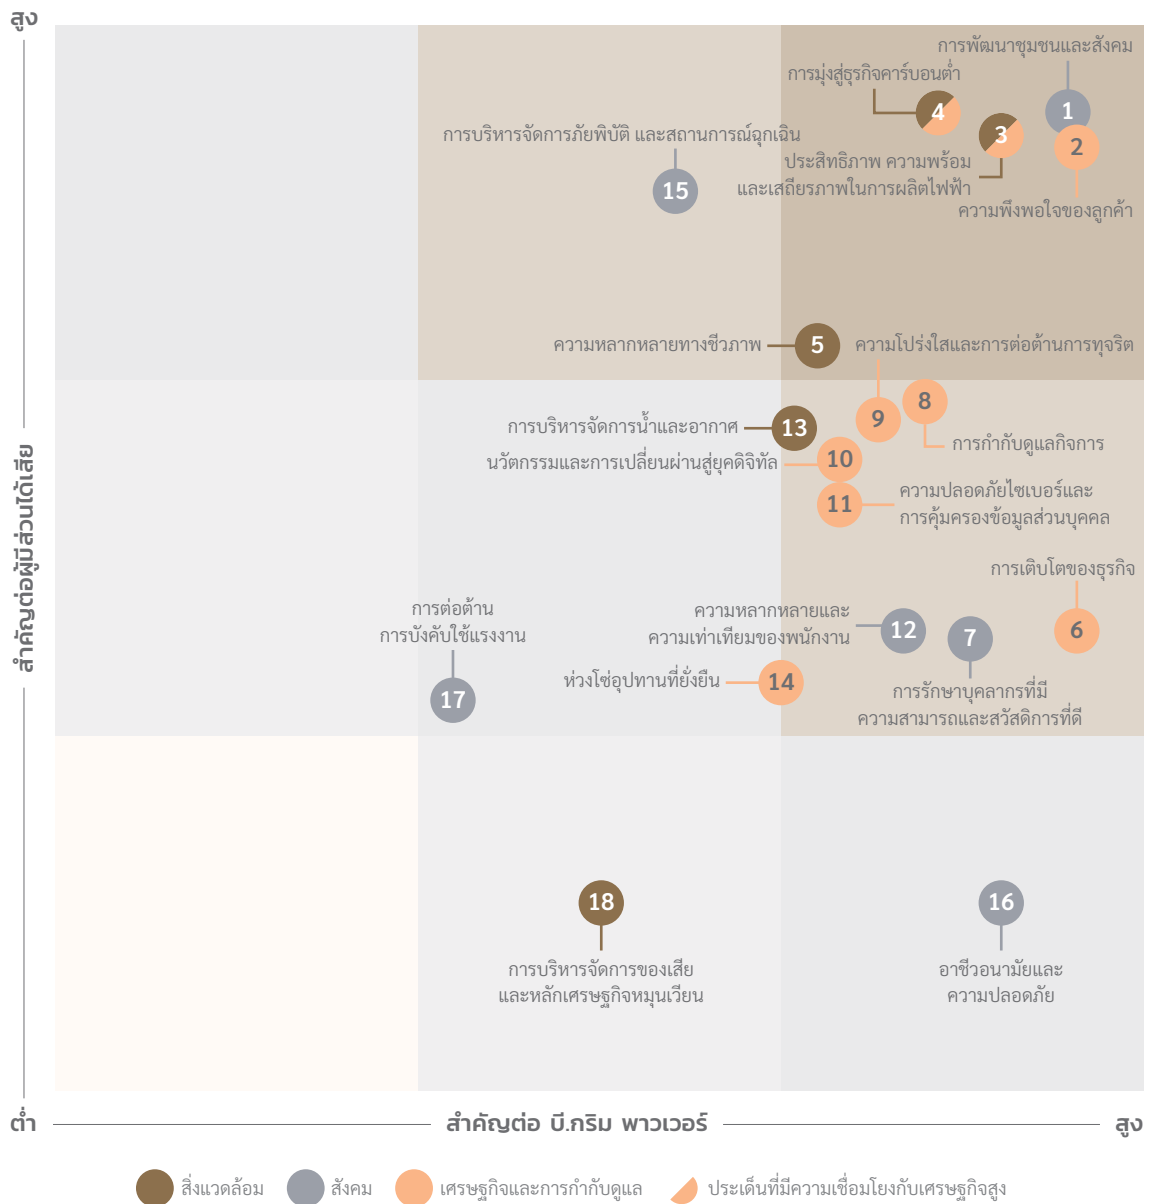 สูง
การพัฒนาชุมชนและสังคม
การมุ่งสู่ธุรกิจคาร์บอนต่ำ
4
1
การบริหารจัดการภัยพิบัติ และสถานการณ์ฉุกเฉิน
3
2
ประสิทธิภาพ ความพร้อม
และเสถียรภาพในการผลิตไฟฟ้า
15
ความพึงพอใจของลูกค้า
ความหลากหลายทางชีวภาพ
5
ความโปร่งใสและการต่อต้านการทุจริต
8
9
การบริหารจัดการน้ำและอากาศ
13
การกำกับดูแลกิจการ
นวัตกรรมและการเปลี่ยนผ่านสู่ยุคดิจิทัล
10
11
ความปลอดภัยไซเบอร์และ
การคุ้มครองข้อมูลส่วนบุคคล
สำคัญต่อผู้มีส่วนได้เสีย
การเติบโตของธุรกิจ
6
การต่อต้าน
การบังคับใช้แรงงาน
17
ความหลากหลายและ
ความเท่าเทียมของพนักงาน
12
7
ห่วงโซ่อุปทานที่ยั่งยืน
14
การรักษาบุคลากรที่มี
ความสามารถและสวัสดิการที่ดี
18
16
การบริหารจัดการของเสีย
และหลักเศรษฐกิจหมุนเวียน
อาชีวอนามัยและ
ความปลอดภัย
ต่ำ
สำคัญต่อ บี.กริม พาวเวอร์
สูง
สิ่งแวดล้อม
สังคม
เศรษฐกิจและการกำกับดูแล
ประเด็นที่มีความเชื่อมโยงกับเศรษฐกิจสูง